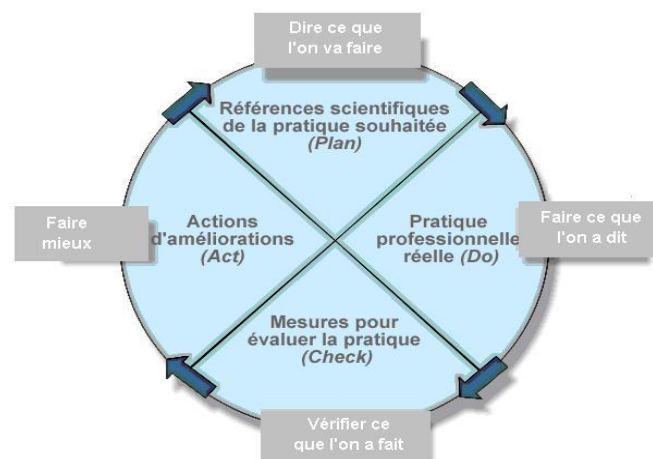 Dire ce que
l'on va faire
Références scientifiques
de la pratique souhaitée
(Plan)
Faire
mieux
Actions
d'améliorations
(Act)
Pratique
professionnelle
réelle (Do)
Faire ce que
l'on a dit
Mesures pour
évaluer la pratique
(Check)
Vérifier ce
que l'on a fait